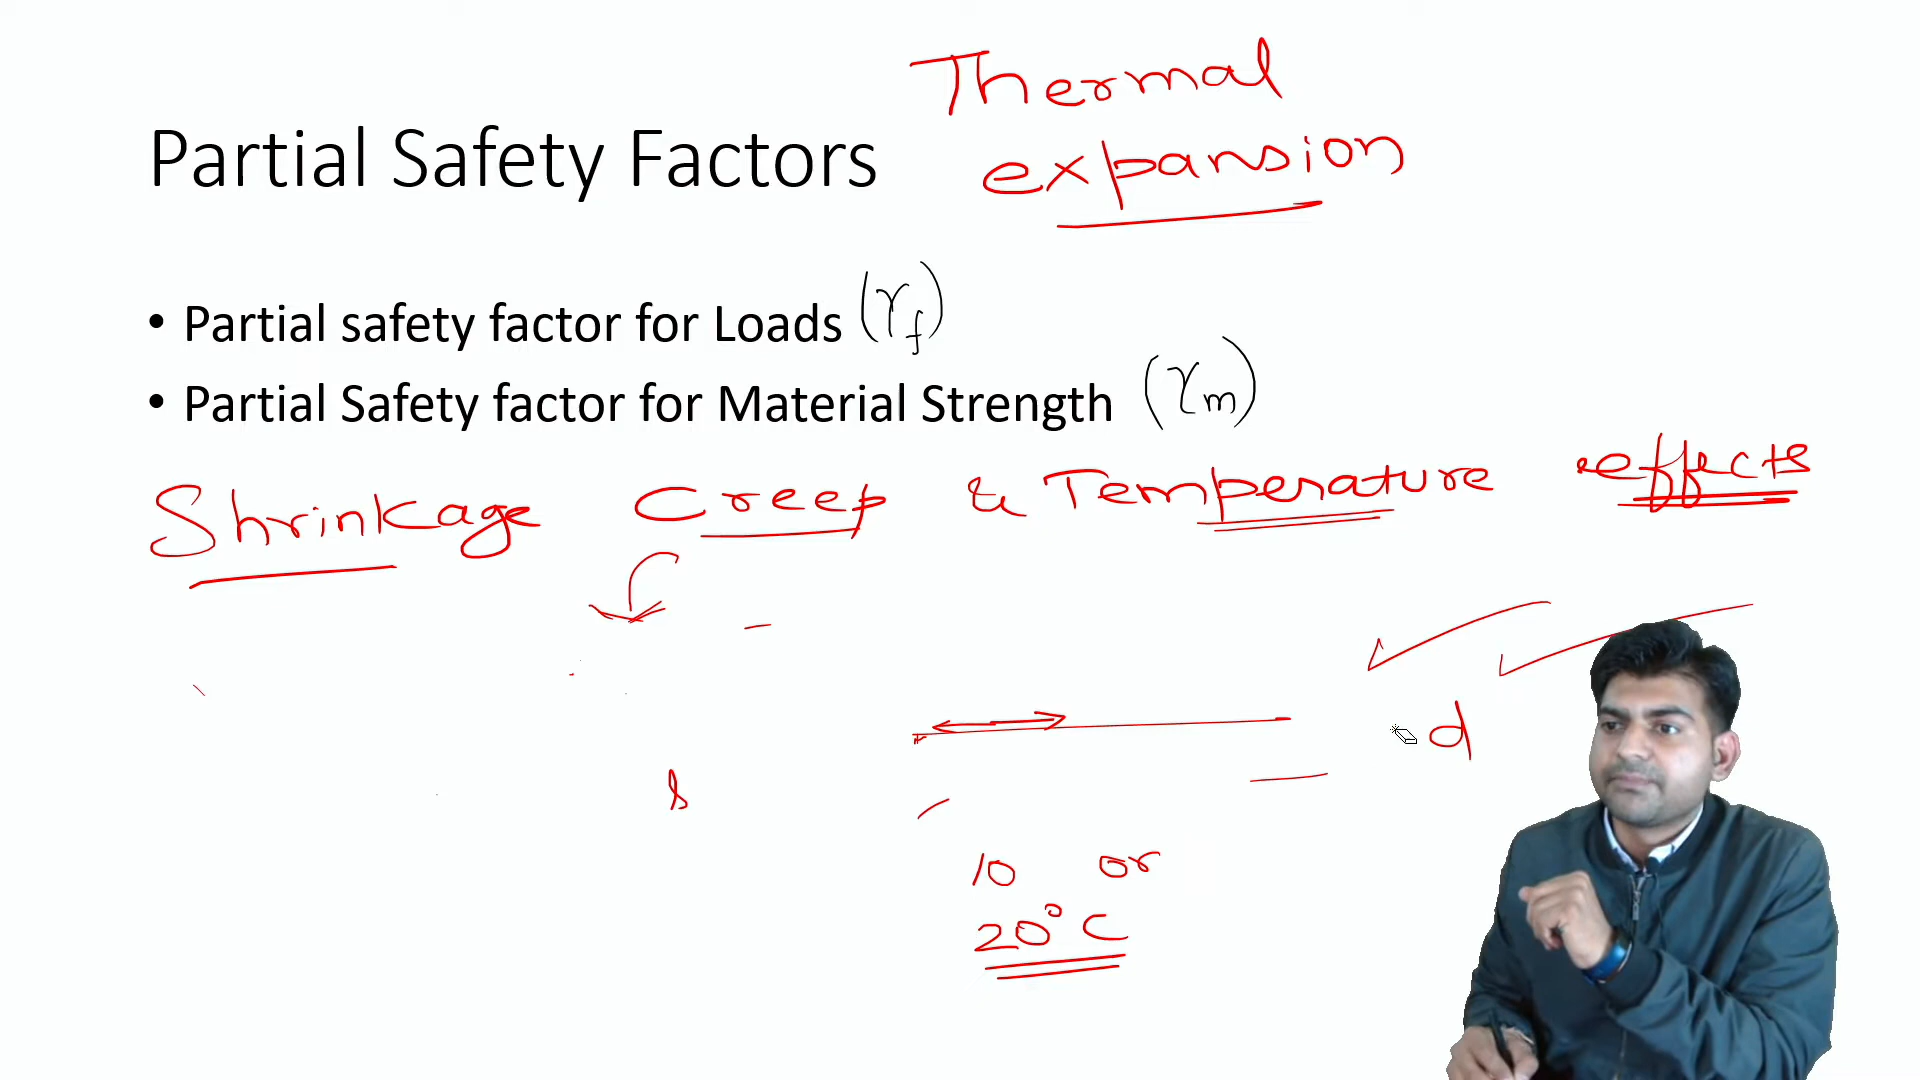 Thermal
expansion
Partial Safety Factors
• Partial safety factor for Loads (γf)
• Partial Safety factor for Material Strength (γm)
Shrinkage Creep & Temperature effects
d
s
10 or
20°C